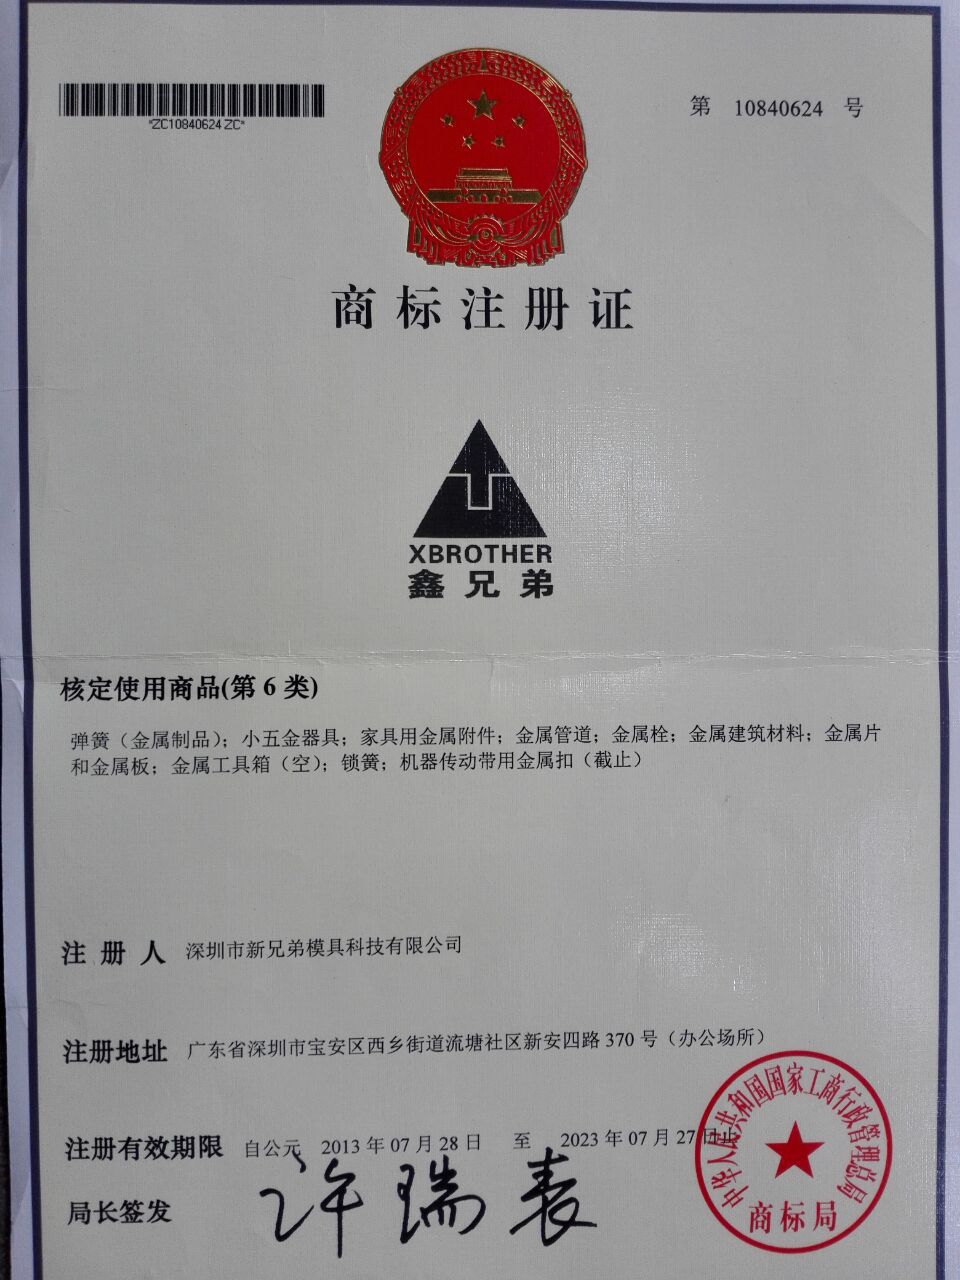 *ZC10840624ZC*
第 10840624 号
商标注册证
XBROTHER
鑫兄弟
核定使用商品(第 6 类)
弹簧（金属制品）；小五金器具；家具用金属附件；金属管道；金属栓；金属建筑材料；金属片
和金属板；金属工具箱（空）；锁簧；机器传动带用金属扣（截止）
注册人 深圳市新兄弟模具科技有限公司
注册地址 广东省深圳市宝安区西乡街道流塘社区新安四路 370 号（办公场所）
注册有效期限 自公元 2013 年 07 月 28 日 至 2023 年 07 月 27 日止
局长签发 许瑞表
中华人民共和国国家工商行政管理总局
商标局